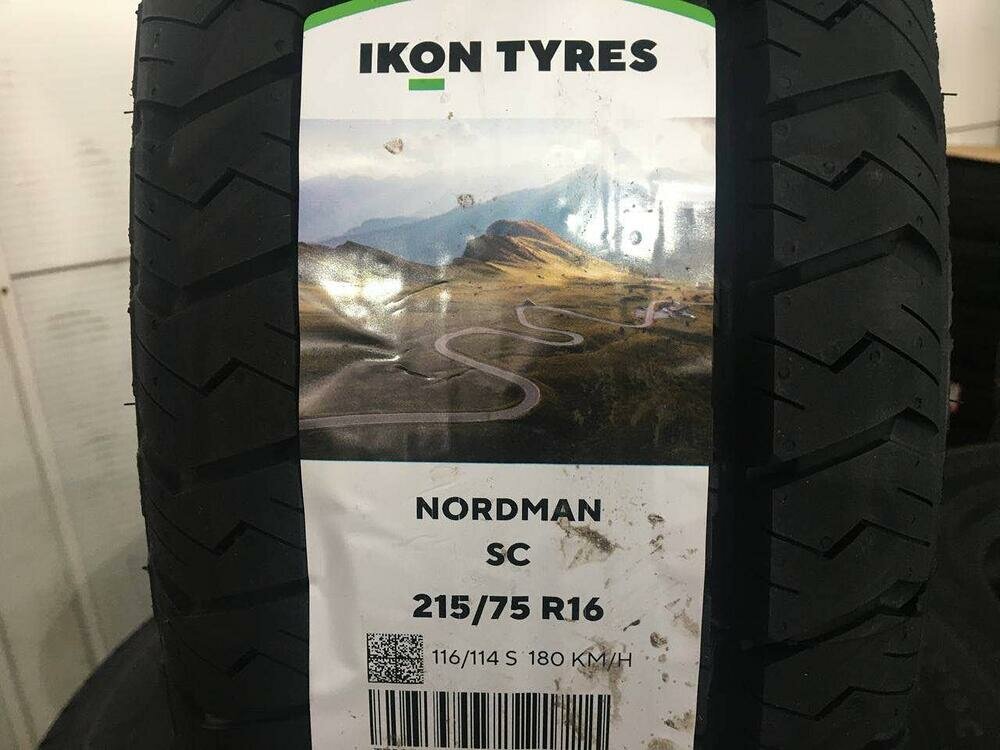 IKON TYRES
NORDMAN
SC
215/75 R16
116/114 S 180 KM/H